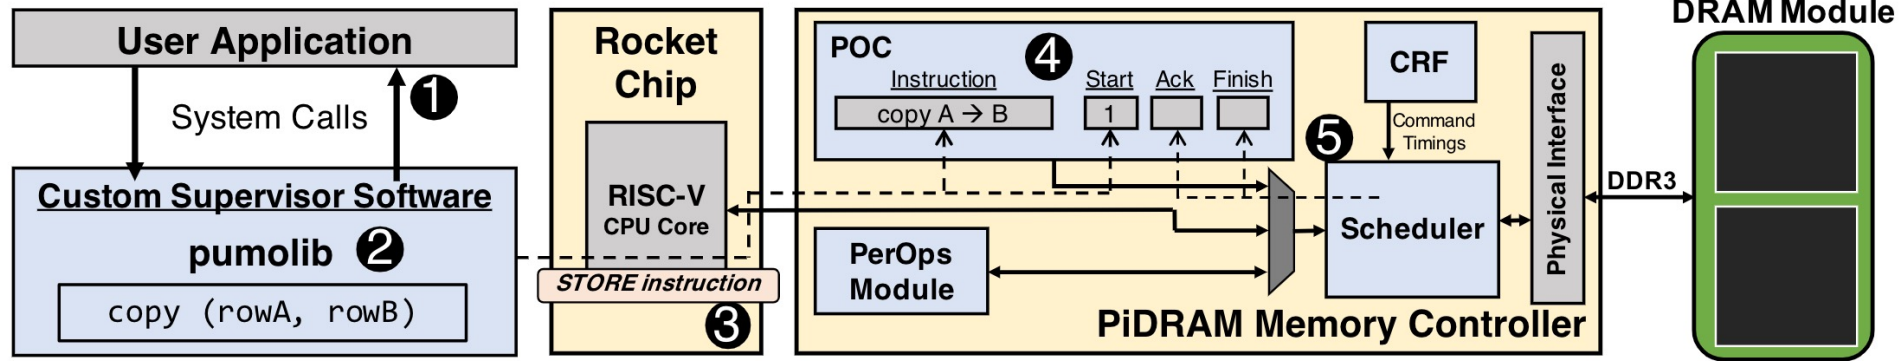 User Application
System Calls
1
Custom Supervisor Software
pumolib
2
copy (rowA, rowB)
Rocket
Chip
RISC-V
CPU Core
STORE instruction
3
POC
4
Instruction
Start
Ack
Finish
copy A → B
1
CRF
Command
Timings
5
Scheduler
PerOps
Module
Physical Interface
PiDRAM Memory Controller
DDR3
DRAM Module